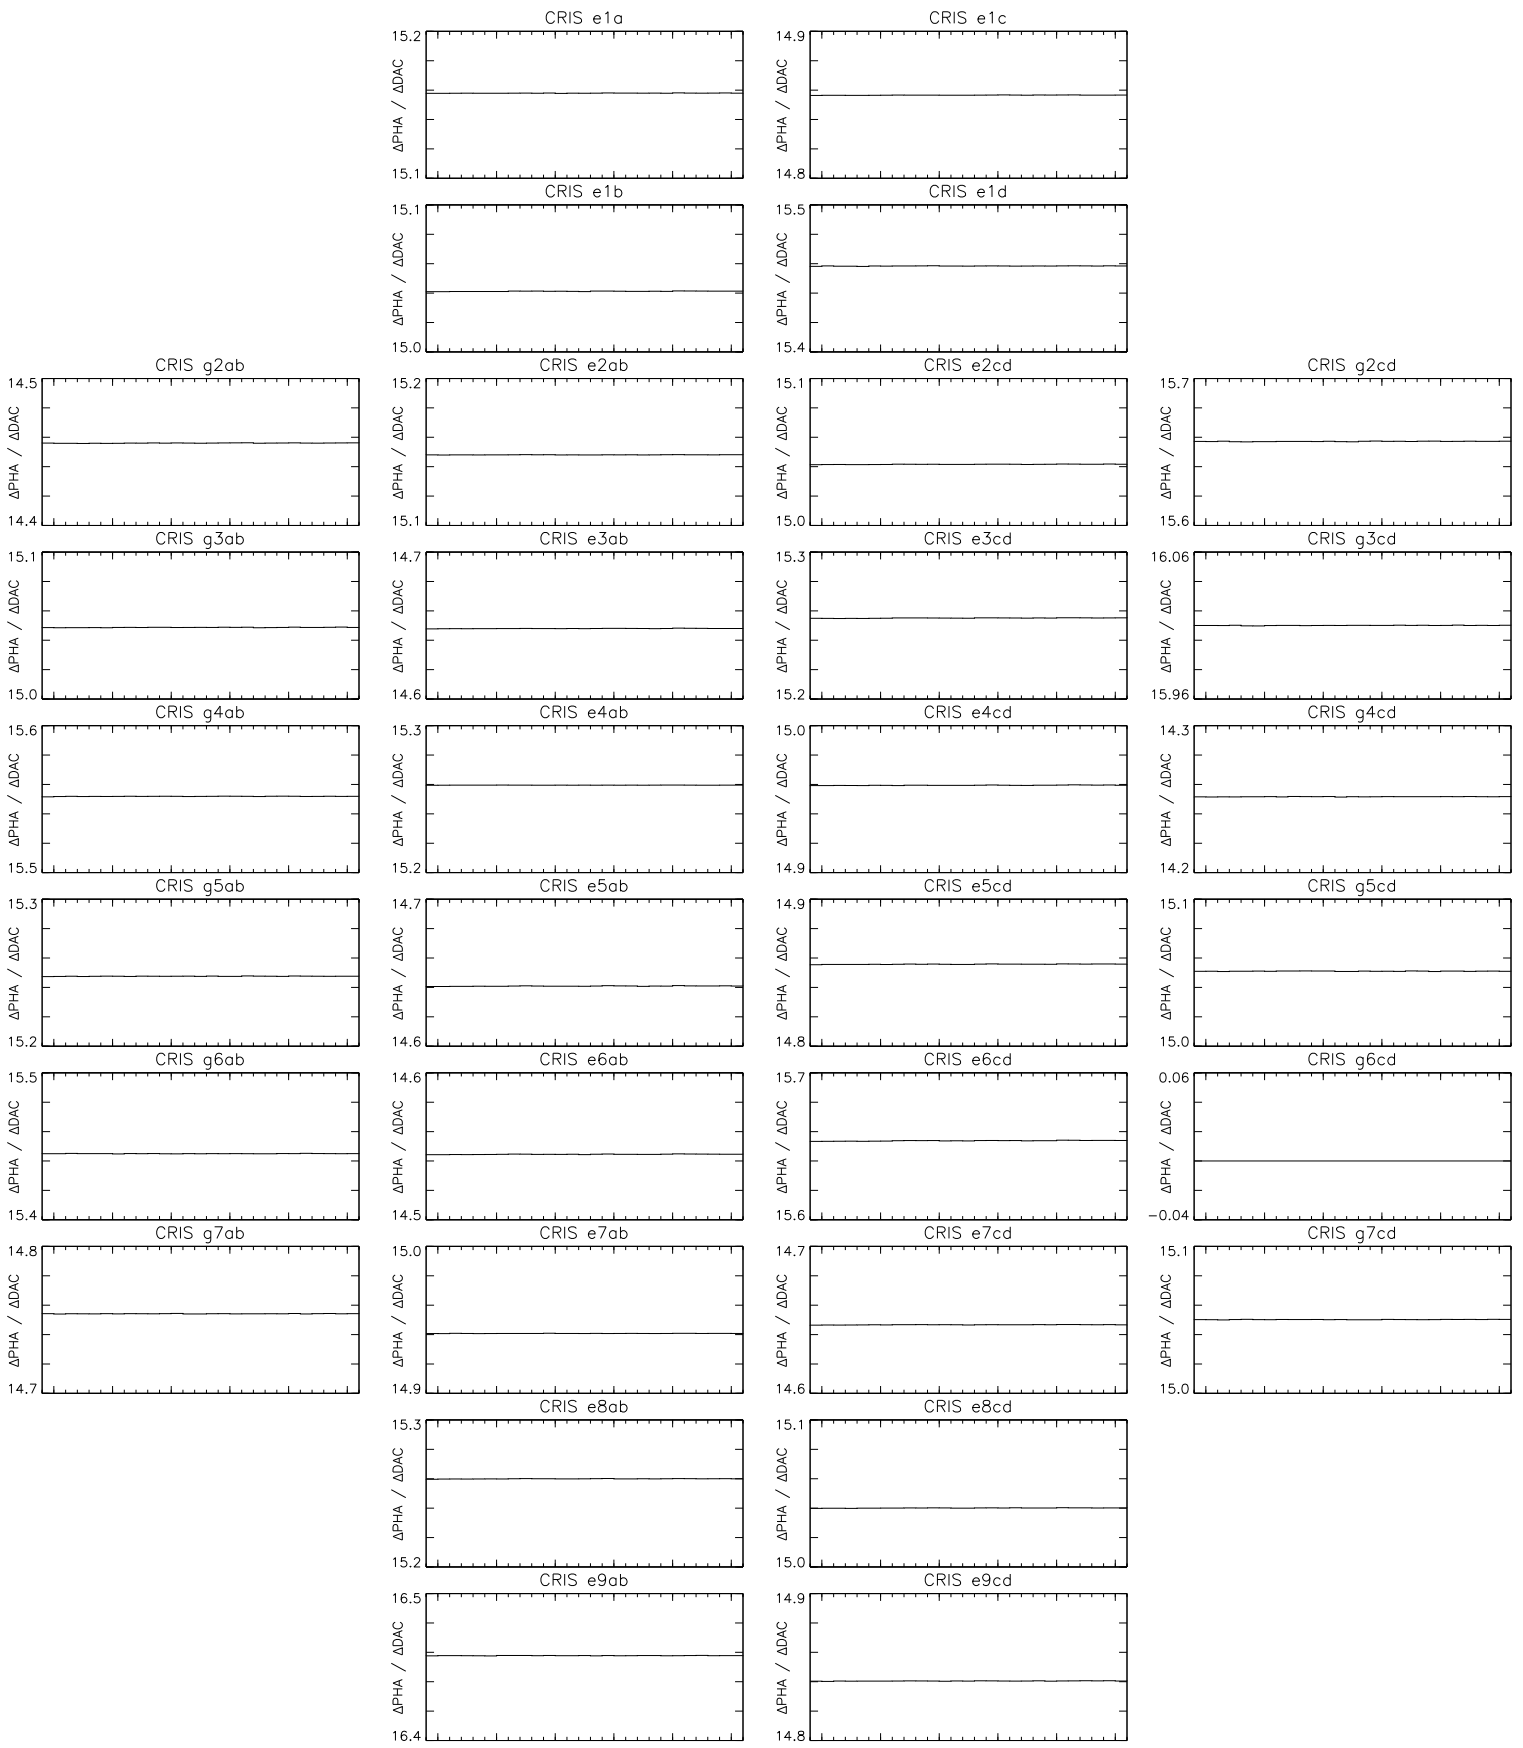 CRIS e1a
15.2
ΔPHA / ΔDAC
15.1
CRIS e1c
14.9
ΔPHA / ΔDAC
14.8
CRIS e1b
15.1
ΔPHA / ΔDAC
15.0
CRIS e1d
15.5
ΔPHA / ΔDAC
15.4
CRIS g2ab
14.5
ΔPHA / ΔDAC
14.4
CRIS e2ab
15.2
ΔPHA / ΔDAC
15.1
CRIS e2cd
15.1
ΔPHA / ΔDAC
15.0
CRIS g2cd
15.7
ΔPHA / ΔDAC
15.6
CRIS g3ab
15.1
ΔPHA / ΔDAC
15.0
CRIS e3ab
14.7
ΔPHA / ΔDAC
14.6
CRIS e3cd
15.3
ΔPHA / ΔDAC
15.2
CRIS g3cd
16.06
ΔPHA / ΔDAC
15.96
CRIS g4ab
15.6
ΔPHA / ΔDAC
15.5
CRIS e4ab
15.3
ΔPHA / ΔDAC
15.2
CRIS e4cd
15.0
ΔPHA / ΔDAC
14.9
CRIS g4cd
14.3
ΔPHA / ΔDAC
14.2
CRIS g5ab
15.3
ΔPHA / ΔDAC
15.2
CRIS e5ab
14.7
ΔPHA / ΔDAC
14.6
CRIS e5cd
14.9
ΔPHA / ΔDAC
14.8
CRIS g5cd
15.1
ΔPHA / ΔDAC
15.0
CRIS g6ab
15.5
ΔPHA / ΔDAC
15.4
CRIS e6ab
14.6
ΔPHA / ΔDAC
14.5
CRIS e6cd
15.7
ΔPHA / ΔDAC
15.6
CRIS g6cd
0.06
ΔPHA / ΔDAC
−0.04
CRIS g7ab
14.8
ΔPHA / ΔDAC
14.7
CRIS e7ab
15.0
ΔPHA / ΔDAC
14.9
CRIS e7cd
14.7
ΔPHA / ΔDAC
14.6
CRIS g7cd
15.1
ΔPHA / ΔDAC
15.0
CRIS e8ab
15.3
ΔPHA / ΔDAC
15.2
CRIS e8cd
15.1
ΔPHA / ΔDAC
15.0
CRIS e9ab
16.5
ΔPHA / ΔDAC
16.4
CRIS e9cd
14.9
ΔPHA / ΔDAC
14.8